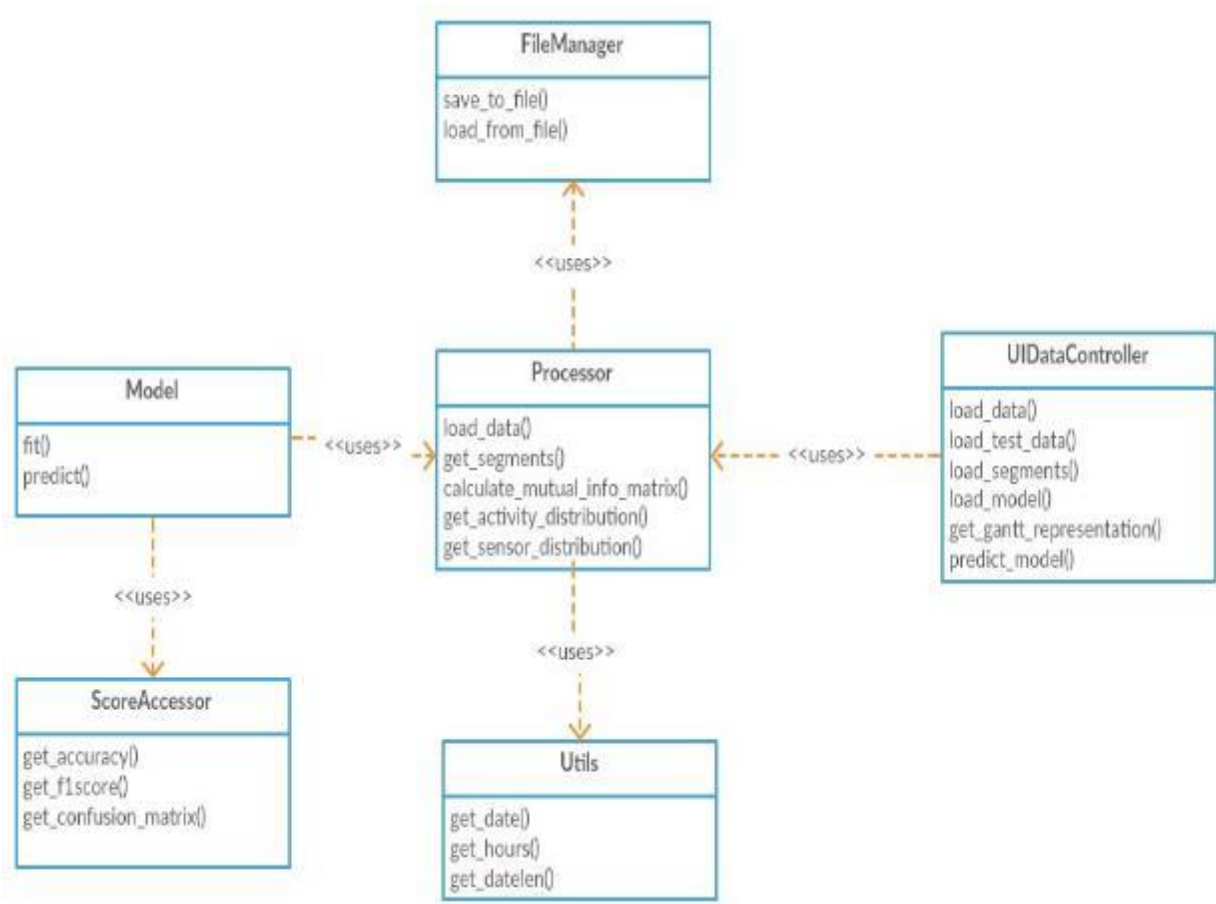 FileManager
save_to_file()
load_from_file()
<<uses>>
Model
fit()
predict()
<<uses>>
Processor
load_data()
get_segments()
calculate_mutual_info_matrix()
get_activity_distribution()
get_sensor_distribution()
<<uses>>
UIDataController
load_data()
load_test_data()
load_segments()
load_model()
get_gantt_representation()
predict_model()
<<uses>>
<<uses>>
ScoreAccessor
get_accuracy()
get_f1score()
get_confusion_matrix()
Utils
get_date()
get_hours()
get_datelen()